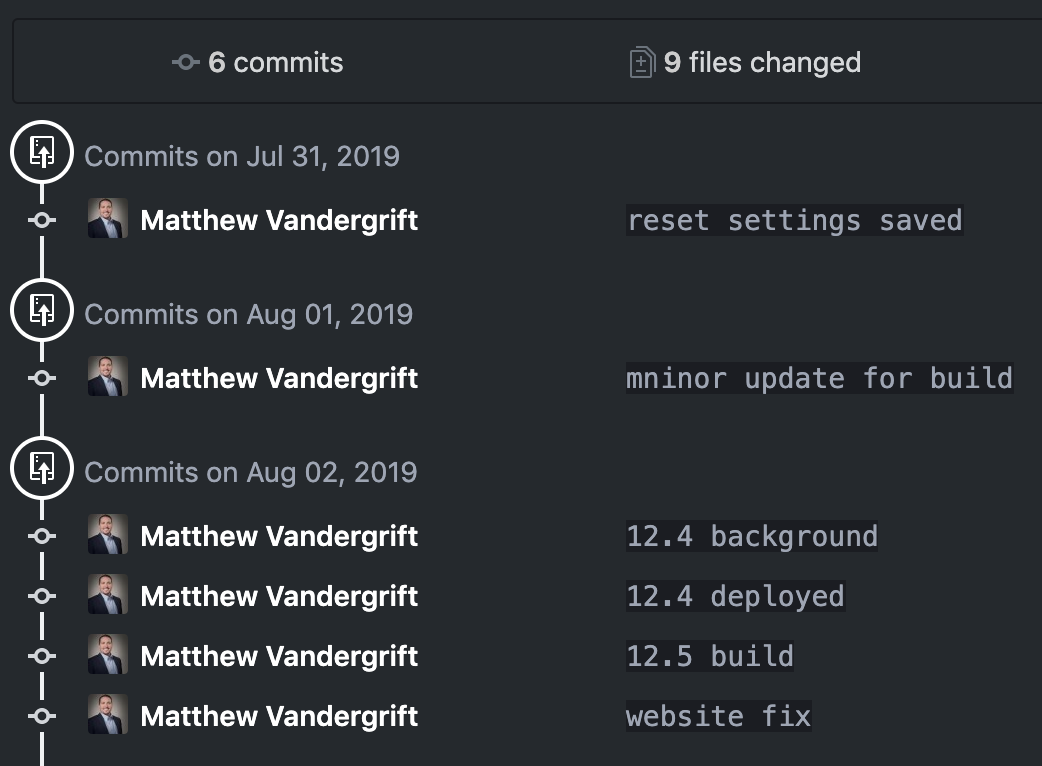 6 commits 9 files changed
Commits on Jul 31, 2019
Matthew Vandergrift reset settings saved
Commits on Aug 01, 2019
Matthew Vandergrift mninor update for build
Commits on Aug 02, 2019
Matthew Vandergrift 12.4 background
Matthew Vandergrift 12.4 deployed
Matthew Vandergrift 12.5 build
Matthew Vandergrift website fix